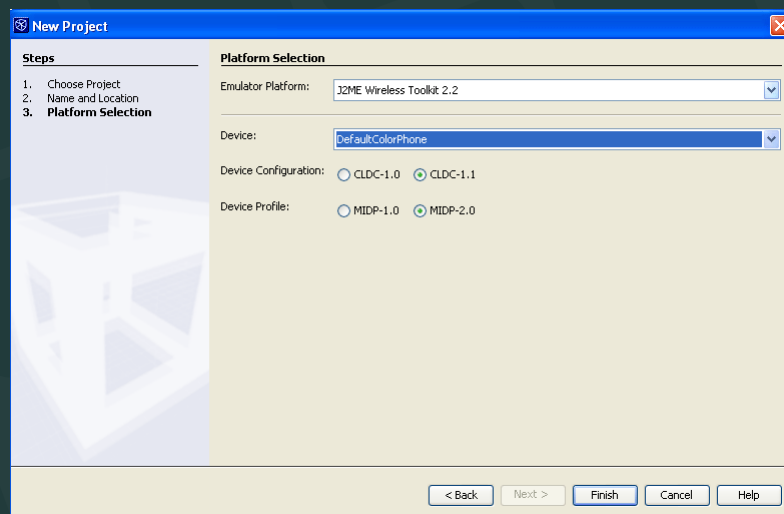 New Project
Steps
1. Choose Project
2. Name and Location
3. Platform Selection
Platform Selection
Emulator Platform: J2ME Wireless Toolkit 2.2
Device: DefaultColorPhone
Device Configuration: CLDC-1.0 CLDC-1.1
Device Profile: MIDP-1.0 MIDP-2.0
< Back Next > Finish Cancel Help